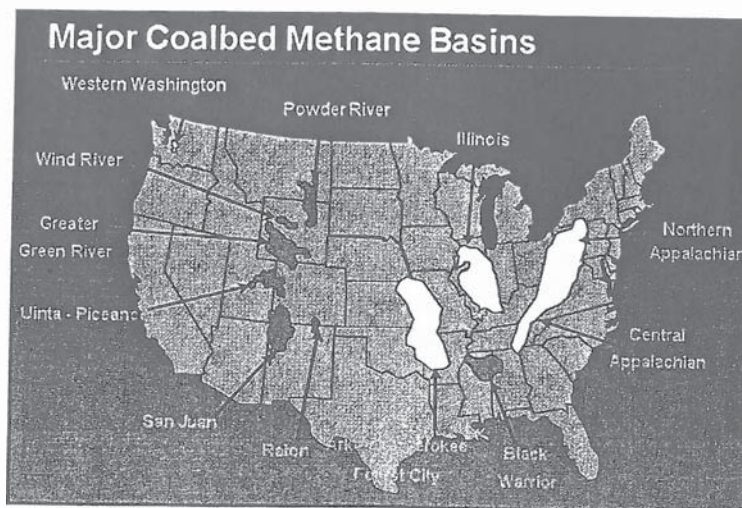 Major Coalbed Methane Basins
Western Washington
Powder River
Illinois
Wind River
Greater
Green River
Northern
Appalachian
Uinta - Piceance
Central
Appalachian
San Juan
Raton
Black
Warrior
City